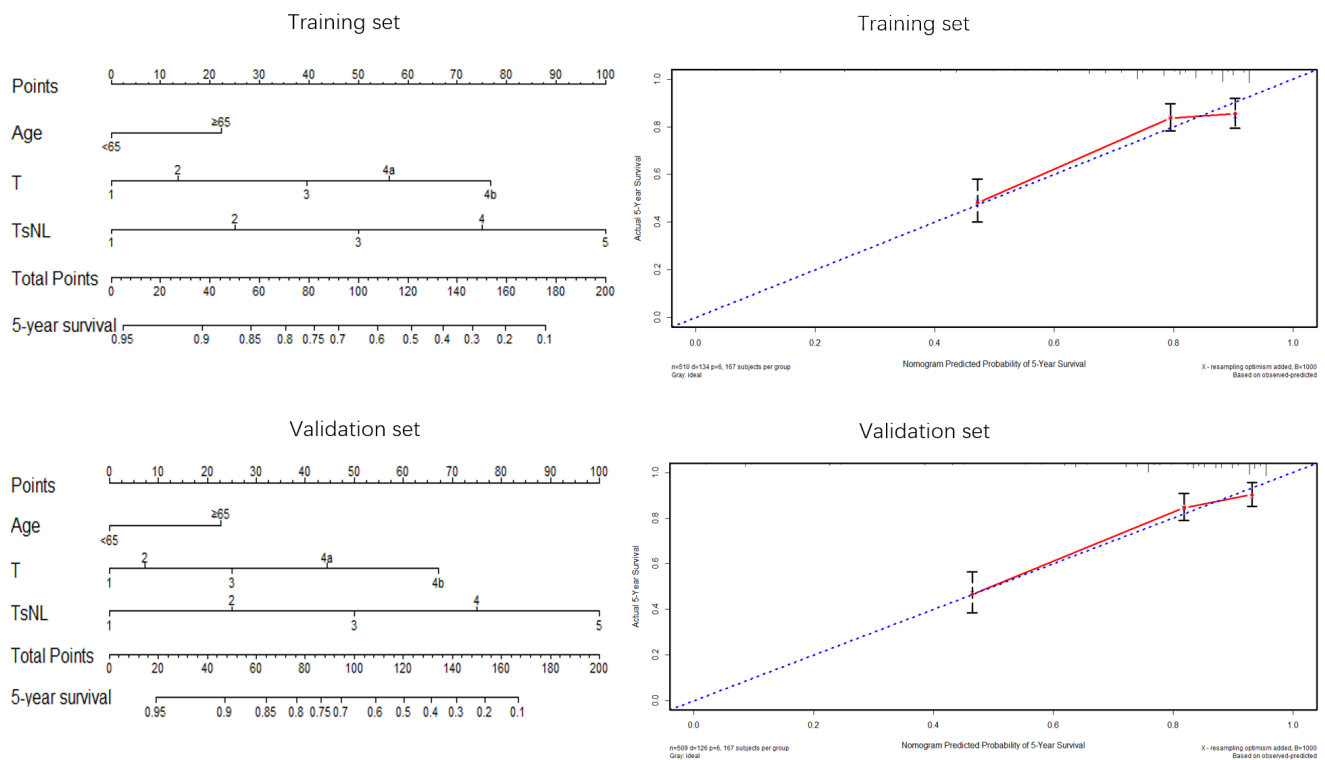 Training set
Points
0 10 20 30 40 50 60 70 80 90 100
Age
≥65
<65
T
2 4a
1 3 4b
TsNL
2 4
1 3 5
Total Points
0 20 40 60 80 100 120 140 160 180 200
5-year survival
0.95 0.9 0.85 0.8 0.75 0.7 0.6 0.5 0.4 0.3 0.2 0.1
Training set
Actual 5-Year Survival
1.0
0.8
0.6
0.4
0.2
0.0
0.0 0.2 0.4 0.6 0.8 1.0
Nomogram Predicted Probability of 5-Year Survival
n=510 d=134 p=6, 167 subjects per group
Gray: ideal
X - resampling optimism added, B=1000
Based on observed-predicted
Validation set
Points
0 10 20 30 40 50 60 70 80 90 100
Age
≥65
<65
T
2 4a
1 3 4b
TsNL
2 4
1 3 5
Total Points
0 20 40 60 80 100 120 140 160 180 200
5-year survival
0.95 0.9 0.85 0.8 0.75 0.7 0.6 0.5 0.4 0.3 0.2 0.1
Validation set
Actual 5-Year Survival
1.0
0.8
0.6
0.4
0.2
0.0
0.0 0.2 0.4 0.6 0.8 1.0
Nomogram Predicted Probability of 5-Year Survival
n=509 d=126 p=6, 167 subjects per group
Gray: ideal
X - resampling optimism added, B=1000
Based on observed-predicted